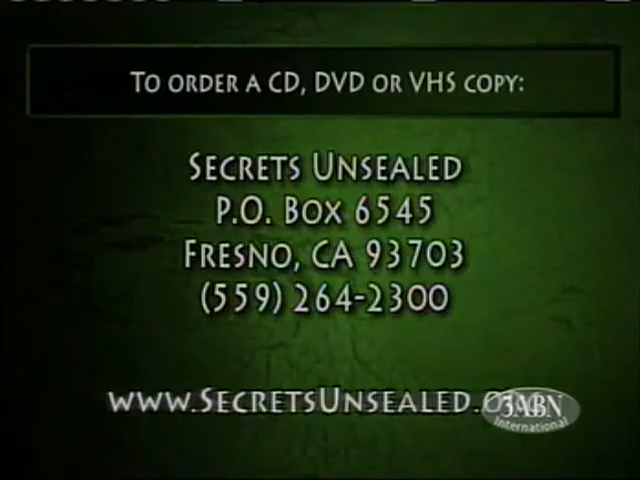 To order a CD, DVD or VHS copy:
Secrets Unsealed
P.O. Box 6545
Fresno, CA 93703
(559) 264-2300
www.SecretsUnsealed.o
3ABN
International